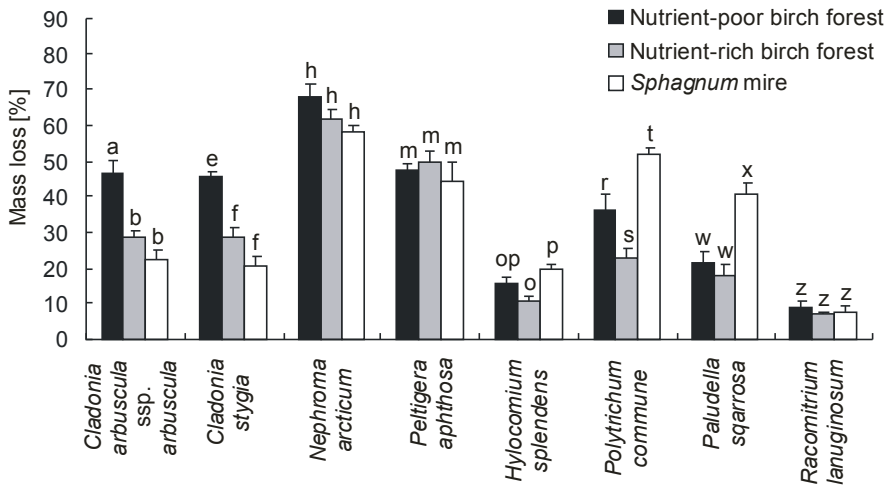 Nutrient-poor birch forest
Nutrient-rich birch forest
Sphagnum mire
Mass loss [%]
90
80
70
60
50
40
30
20
10
0
a
b
b
e
f
f
h
h
h
m
m
m
op
o
p
r
s
t
w
w
x
z
z
z
Cladonia
arbuscula
ssp.
arbuscula
Cladonia
stygia
Nephroma
arcticum
Peltigera
aphthosa
Hylocomium
splendens
Polytrichum
commune
Paludella
sqarrosa
Racomitrium
lanuginosum